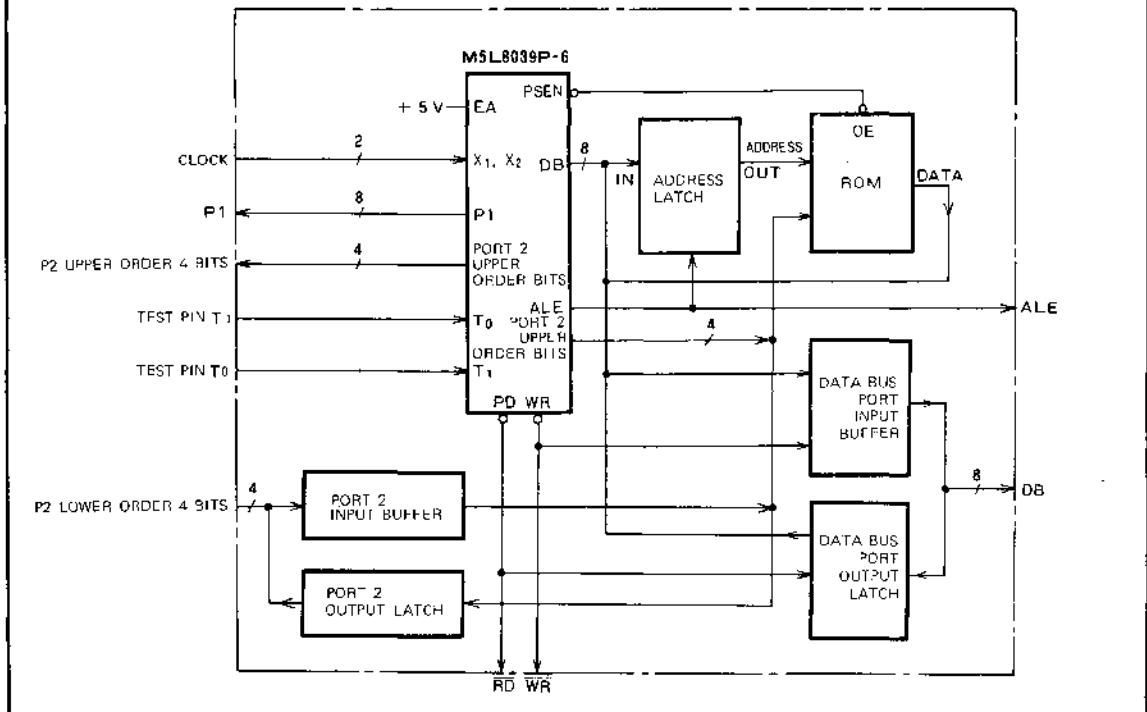 M5L8039P-6
PSEN
+5V
EA
CLOCK
2
X1, X2
DB
8
IN
ADDRESS
LATCH
ADDRESS
OUT
OE
ROM
DATA
P1
8
P1
P2 UPPER ORDER 4 BITS
4
PORT 2
UPPER
ORDER BITS
ALE
ALE
TEST PIN T1
T0
PORT 2
UPPER
ORDER BITS
4
TEST PIN T0
T1
RD WR
DATA BUS
PORT
INPUT
BUFFER
P2 LOWER ORDER 4 BITS
4
PORT 2
INPUT BUFFER
8
DB
DATA BUS
PORT
OUTPUT
LATCH
PORT 2
OUTPUT LATCH
RD WR